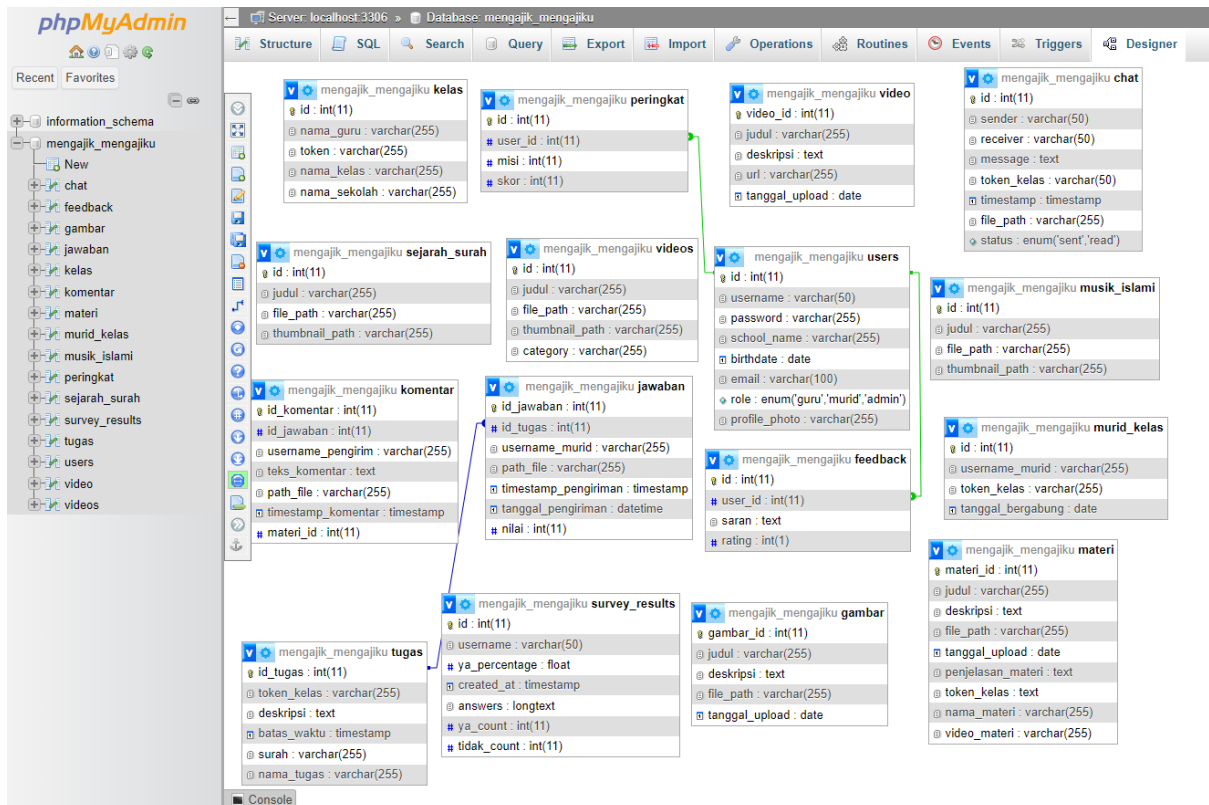 phpMyAdmin
Recent Favorites
information_schema
mengajik_mengajiku
New
chat
feedback
gambar
jawaban
kelas
komentar
materi
murid_kelas
musik_islami
peringkat
sejarah_surah
survey_results
tugas
users
video
videos
Server: localhost:3306 » Database: mengajik_mengajiku
Structure SQL Search Query Export Import Operations Routines Events Triggers Designer
mengajik_mengajiku kelas
id : int(11)
nama_guru : varchar(255)
token : varchar(255)
nama_kelas : varchar(255)
nama_sekolah : varchar(255)
mengajik_mengajiku peringkat
id : int(11)
# user_id : int(11)
# misi : int(11)
# skor : int(11)
mengajik_mengajiku video
video_id : int(11)
judul : varchar(255)
deskripsi : text
url : varchar(255)
tanggal_upload : date
mengajik_mengajiku chat
id : int(11)
sender : varchar(50)
receiver : varchar(50)
message : text
token_kelas : varchar(50)
timestamp : timestamp
file_path : varchar(255)
status : enum('sent','read')
mengajik_mengajiku sejarah_surah
id : int(11)
judul : varchar(255)
file_path : varchar(255)
thumbnail_path : varchar(255)
mengajik_mengajiku videos
id : int(11)
judul : varchar(255)
file_path : varchar(255)
thumbnail_path : varchar(255)
category : varchar(255)
mengajik_mengajiku users
id : int(11)
username : varchar(50)
password : varchar(255)
school_name : varchar(255)
birthdate : date
email : varchar(100)
role : enum('guru','murid','admin')
profile_photo : varchar(255)
mengajik_mengajiku musik_islami
id : int(11)
judul : varchar(255)
file_path : varchar(255)
thumbnail_path : varchar(255)
mengajik_mengajiku komentar
id_komentar : int(11)
# id_jawaban : int(11)
username_pengirim : varchar(255)
teks_komentar : text
path_file : varchar(255)
timestamp_komentar : timestamp
# materi_id : int(11)
mengajik_mengajiku jawaban
id_jawaban : int(11)
# id_tugas : int(11)
username_murid : varchar(255)
path_file : varchar(255)
timestamp_pengiriman : timestamp
tanggal_pengiriman : datetime
# nilai : int(11)
mengajik_mengajiku feedback
id : int(11)
# user_id : int(11)
saran : text
# rating : int(1)
mengajik_mengajiku murid_kelas
id : int(11)
username_murid : varchar(255)
token_kelas : varchar(255)
tanggal_bergabung : date
mengajik_mengajiku materi
materi_id : int(11)
judul : varchar(255)
deskripsi : text
file_path : varchar(255)
tanggal_upload : date
penjelasan_materi : text
token_kelas : text
nama_materi : varchar(255)
video_materi : varchar(255)
mengajik_mengajiku tugas
id_tugas : int(11)
token_kelas : varchar(255)
deskripsi : text
batas_waktu : timestamp
surah : varchar(255)
nama_tugas : varchar(255)
mengajik_mengajiku survey_results
id : int(11)
username : varchar(50)
# ya_percentage : float
created_at : timestamp
answers : longtext
# ya_count : int(11)
# tidak_count : int(11)
mengajik_mengajiku gambar
gambar_id : int(11)
judul : varchar(255)
deskripsi : text
file_path : varchar(255)
tanggal_upload : date
Console